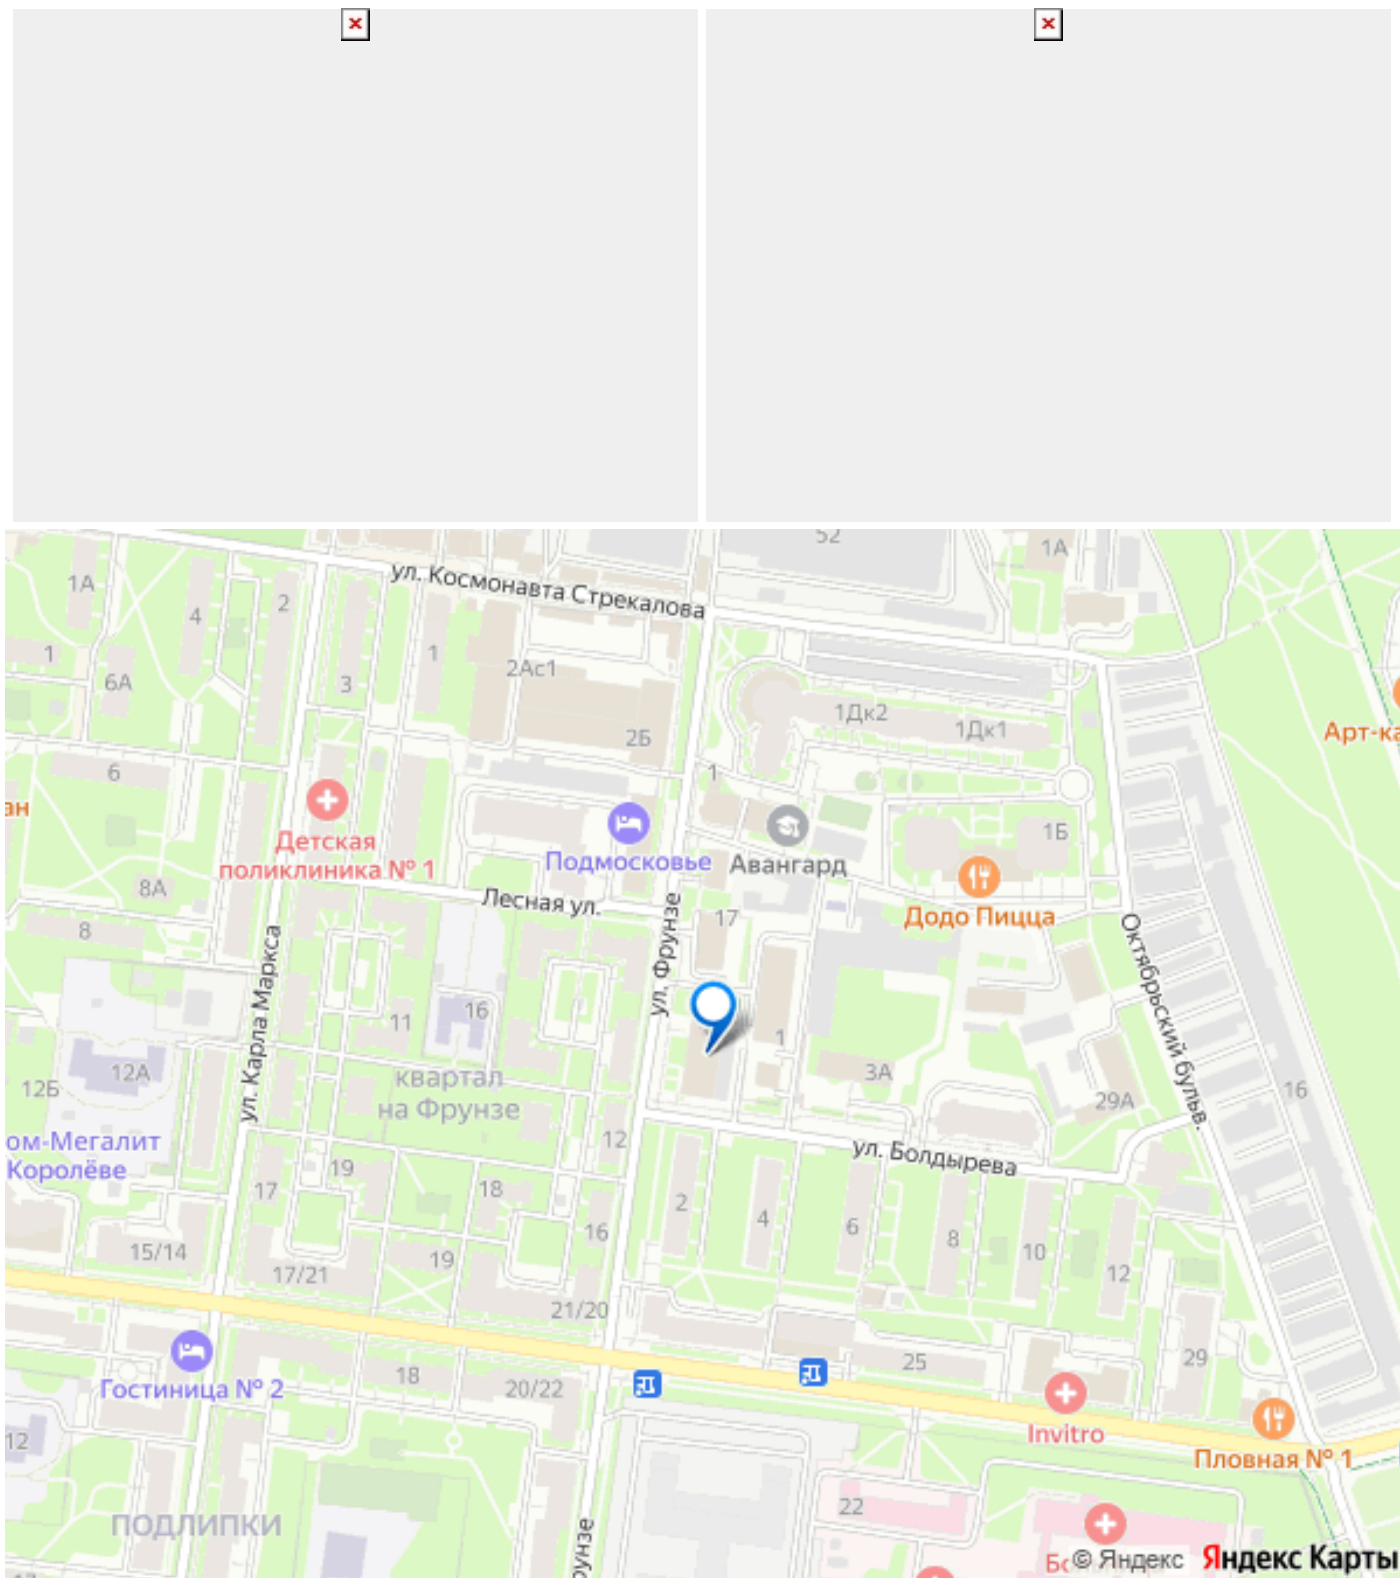 52
1А
ул. Космонавта Стрекалова
1А
4
2
1
2Ас1
1
6А
3
1Дк2
1Дк1
2Б
Арт-ка
6
1
ан
Детская
поликлиника № 1
Подмосковье
Авангард
1Б
8А
Лесная ул.
Додо Пицца
8
17
ул. Карла Маркса
ул. Фрунзе
Октябрьский бульв.
11
16
1
12Б
12А
квартал
на Фрунзе
3А
29А
16
ом-Мегалит
Королёве
12
ул. Болдырева
19
17
18
2
4
6
8
10
12
16
15/14
17/21
19
21/20
29
25
Гостиница № 2
18
20/22
Invitro
12
Пловная № 1
22
ПОДЛИПКИ
рунзе
© Яндекс
Яндекс Карты